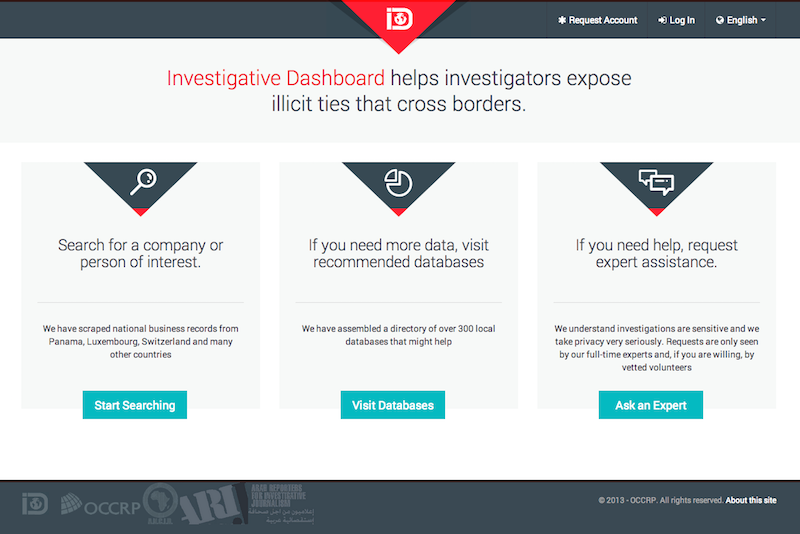 iD
Request Account
Log In
English
Investigative Dashboard helps investigators expose
illicit ties that cross borders.
Search for a company or
person of interest.
We have scraped national business records from
Panama, Luxembourg, Switzerland and many
other countries
Start Searching
If you need more data, visit
recommended databases
We have assembled a directory of over 300 local
databases that might help
Visit Databases
If you need help, request
expert assistance.
We understand investigations are sensitive and we
take privacy very seriously. Requests are only seen
by our full-time experts and, if you are willing, by
vetted volunteers
Ask an Expert
iD
OCCRP
ARIJ
ARAB REPORTERS
FOR INVESTIGATIVE
JOURNALISM
إعلاميون من أجل صحافة
إستقصائية عربية
© 2013 - OCCRP. All rights reserved. About this site